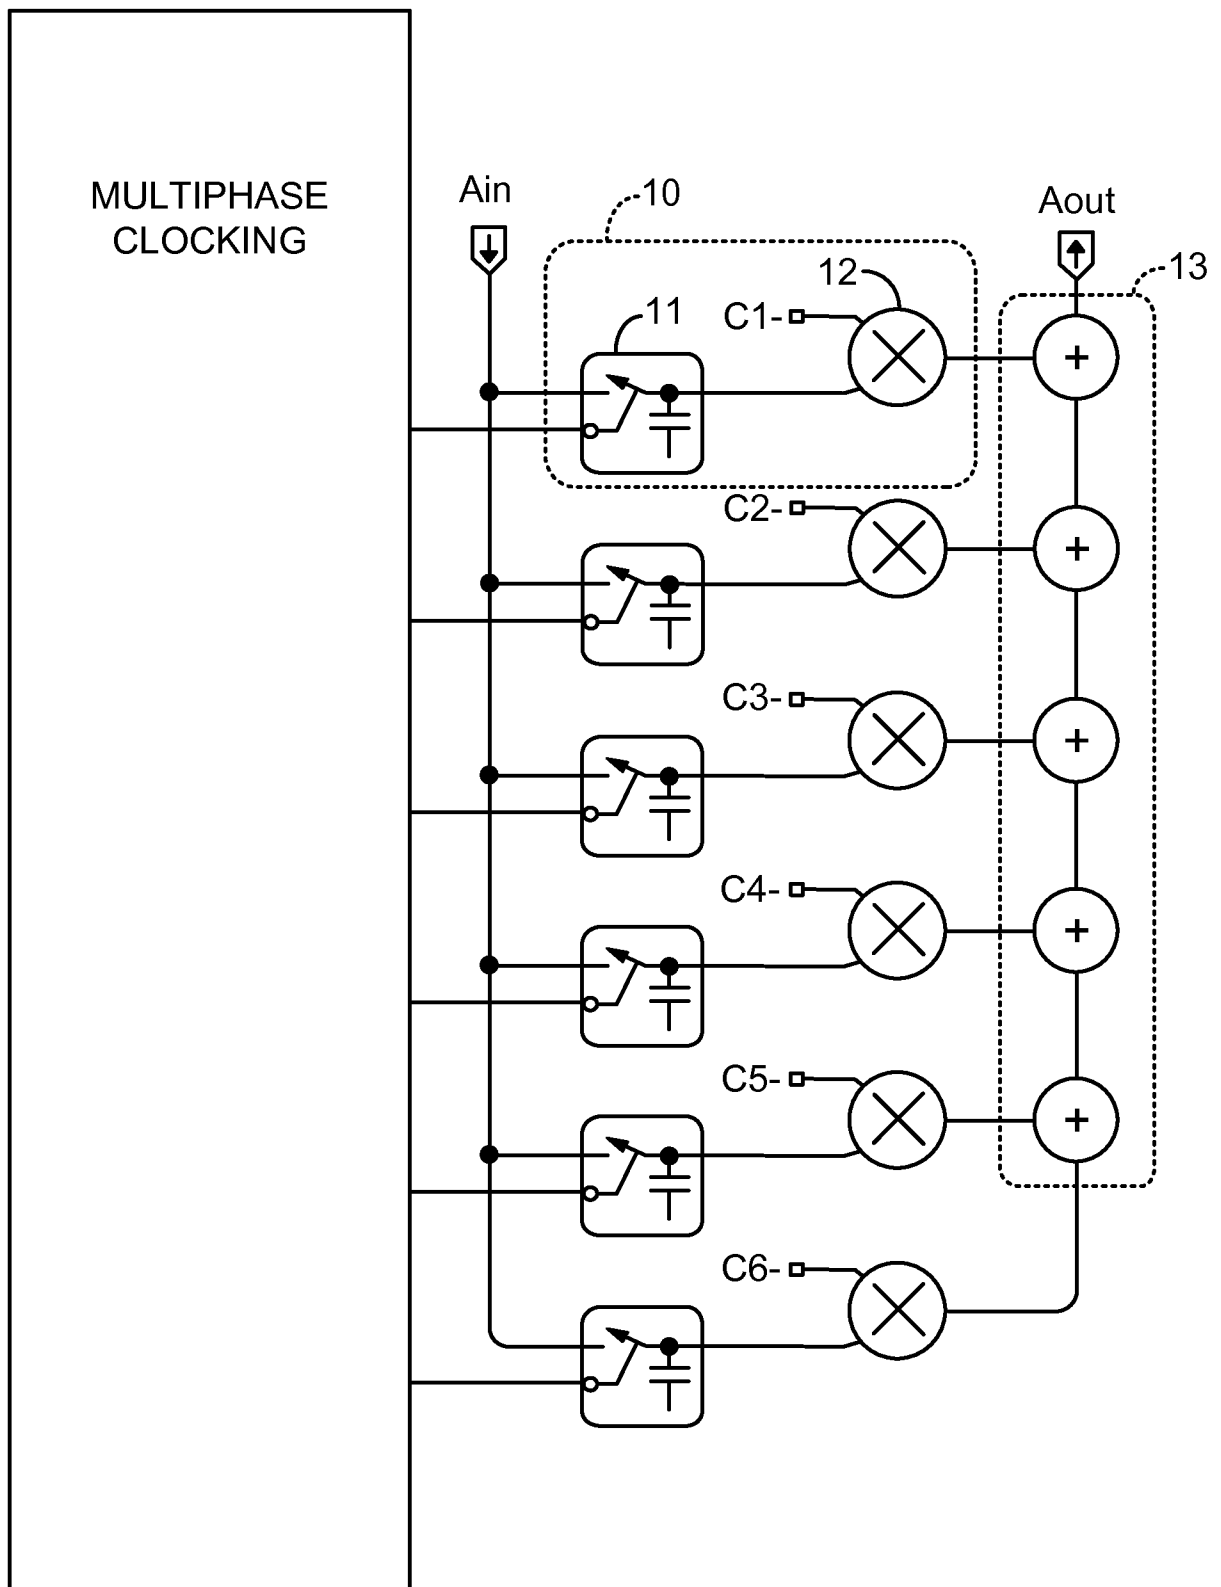 MULTIPHASE
CLOCKING
Ain
10
Aout
13
12
11
C1-
+
C2-
+
C3-
+
C4-
+
C5-
+
C6-